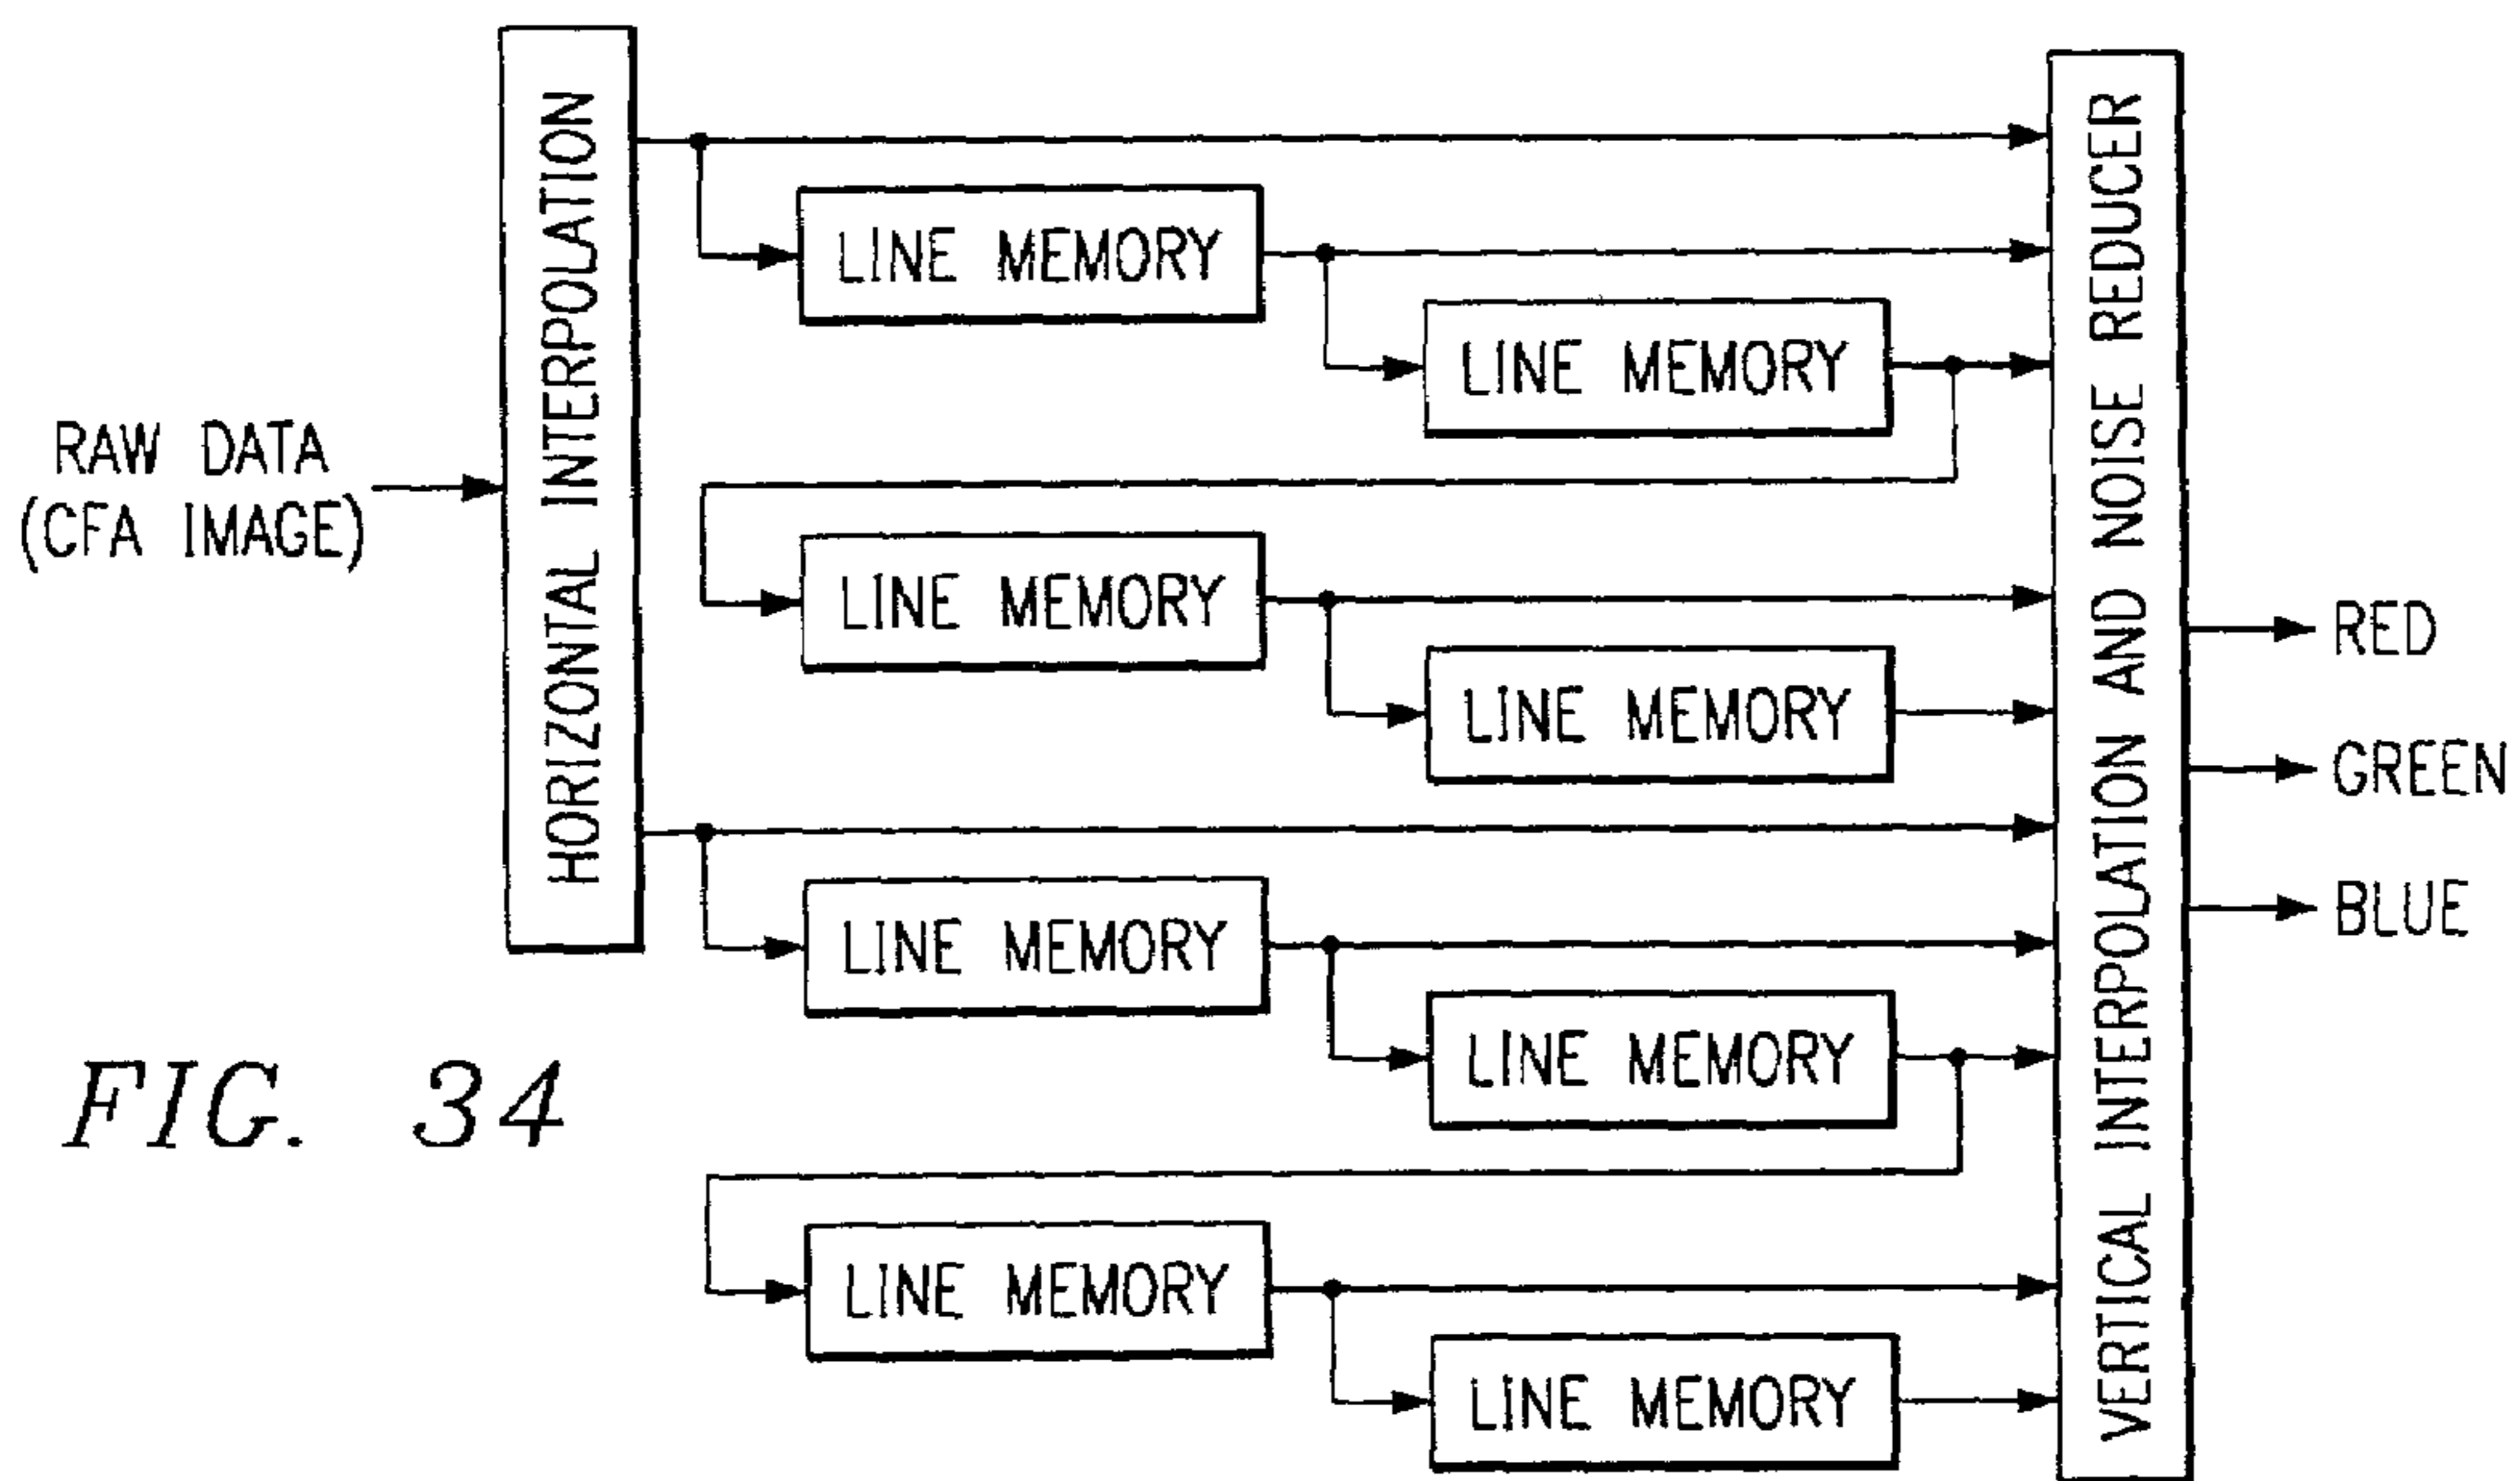 HORIZONTAL INTERPOLATION
VERTICAL INTERPOLATION AND NOISE REDUCER
LINE MEMORY
LINE MEMORY
RAW DATA
(CFA IMAGE)
LINE MEMORY
RED
LINE MEMORY
GREEN
BLUE
LINE MEMORY
LINE MEMORY
FIG. 34
LINE MEMORY
LINE MEMORY